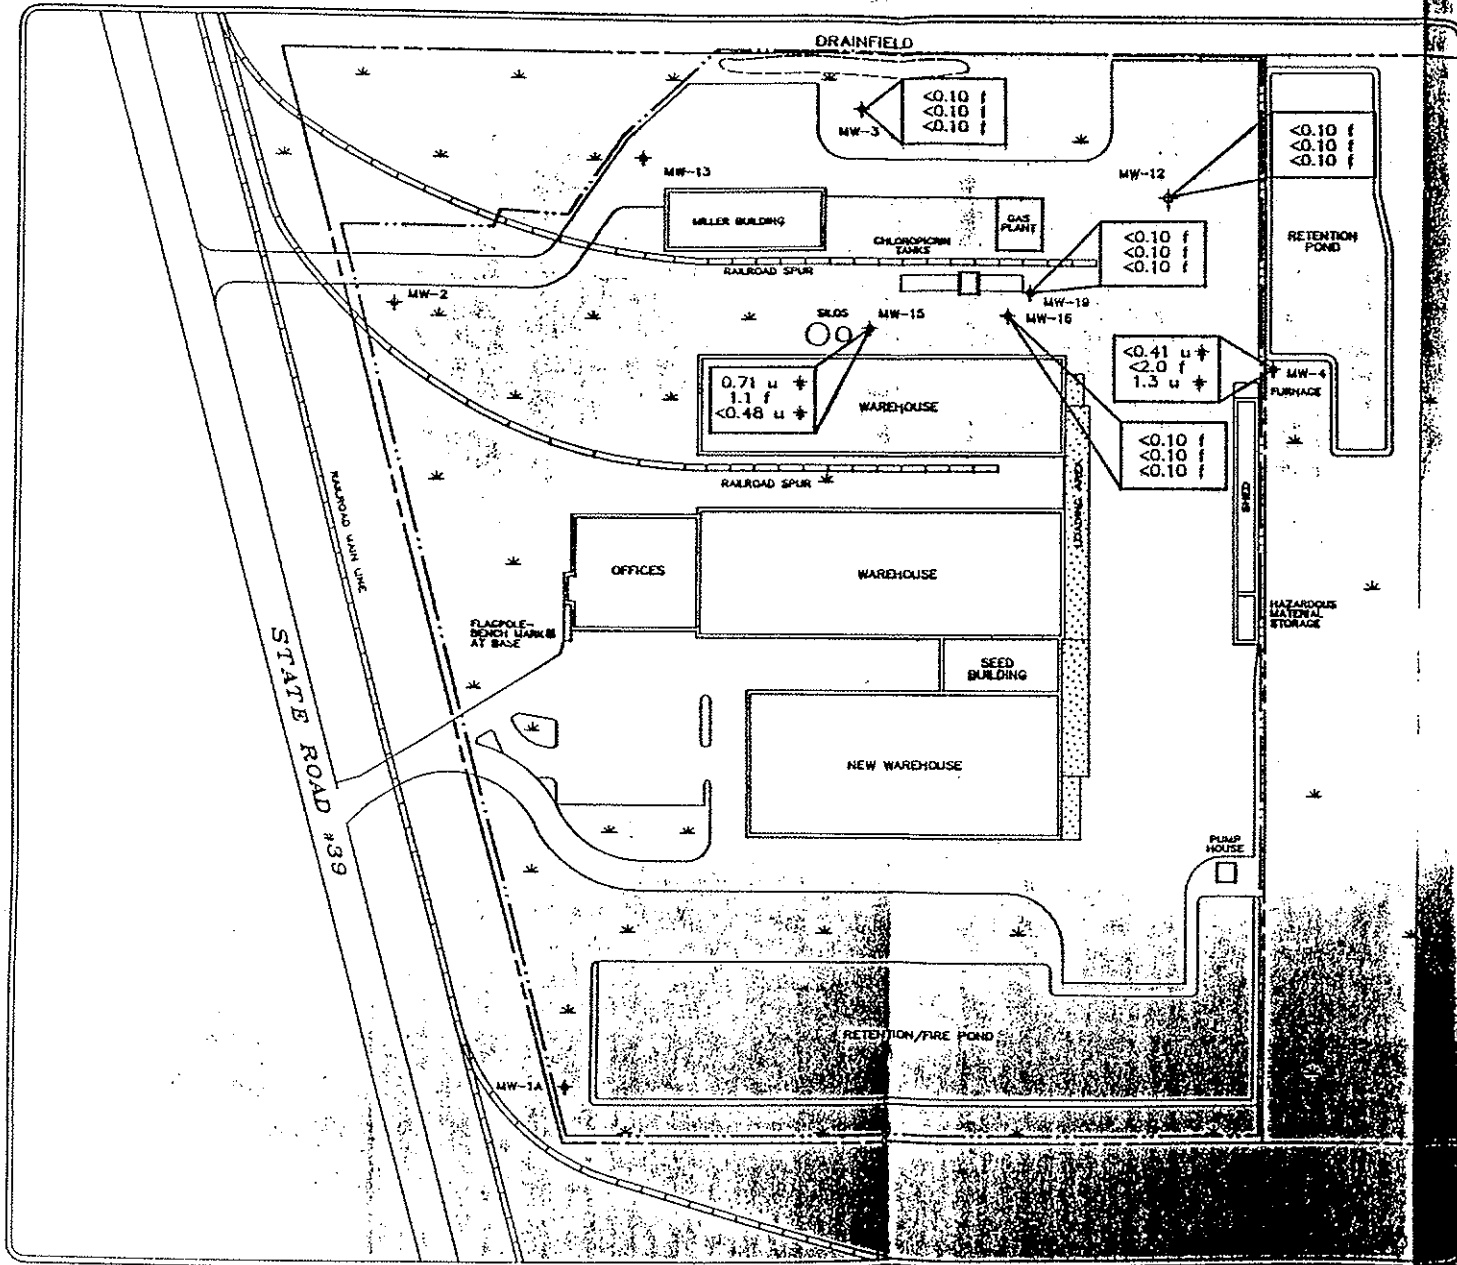 DRAINFIELD
<0.10 f
<0.10 f
<0.10 f
MW-3
<0.10 f
<0.10 f
<0.10 f
MW-13
MW-12
MILLER BUILDING
GAS
PLANT
CHLOROPICRIN
TANKS
<0.10 f
<0.10 f
<0.10 f
RETENTION
POND
RAILROAD SPUR
MW-2
MW-19
SILOS
MW-15
MW-16
0.71 u
1.1 f
<0.48 u
WAREHOUSE
<0.41 u
<2.0 f
1.3 u
MW-4
FURNACE
<0.10 f
<0.10 f
<0.10 f
RAILROAD SPUR
RAILROAD MAIN LINE
LOADING AREA
SHED
OFFICES
WAREHOUSE
FLAGPOLE-
BENCH MARK
AT BASE
HAZARDOUS
MATERIAL
STORAGE
STATE ROAD #39
SEED
BUILDING
NEW WAREHOUSE
PUMP
HOUSE
RETENTION/FIRE POND
MW-1A